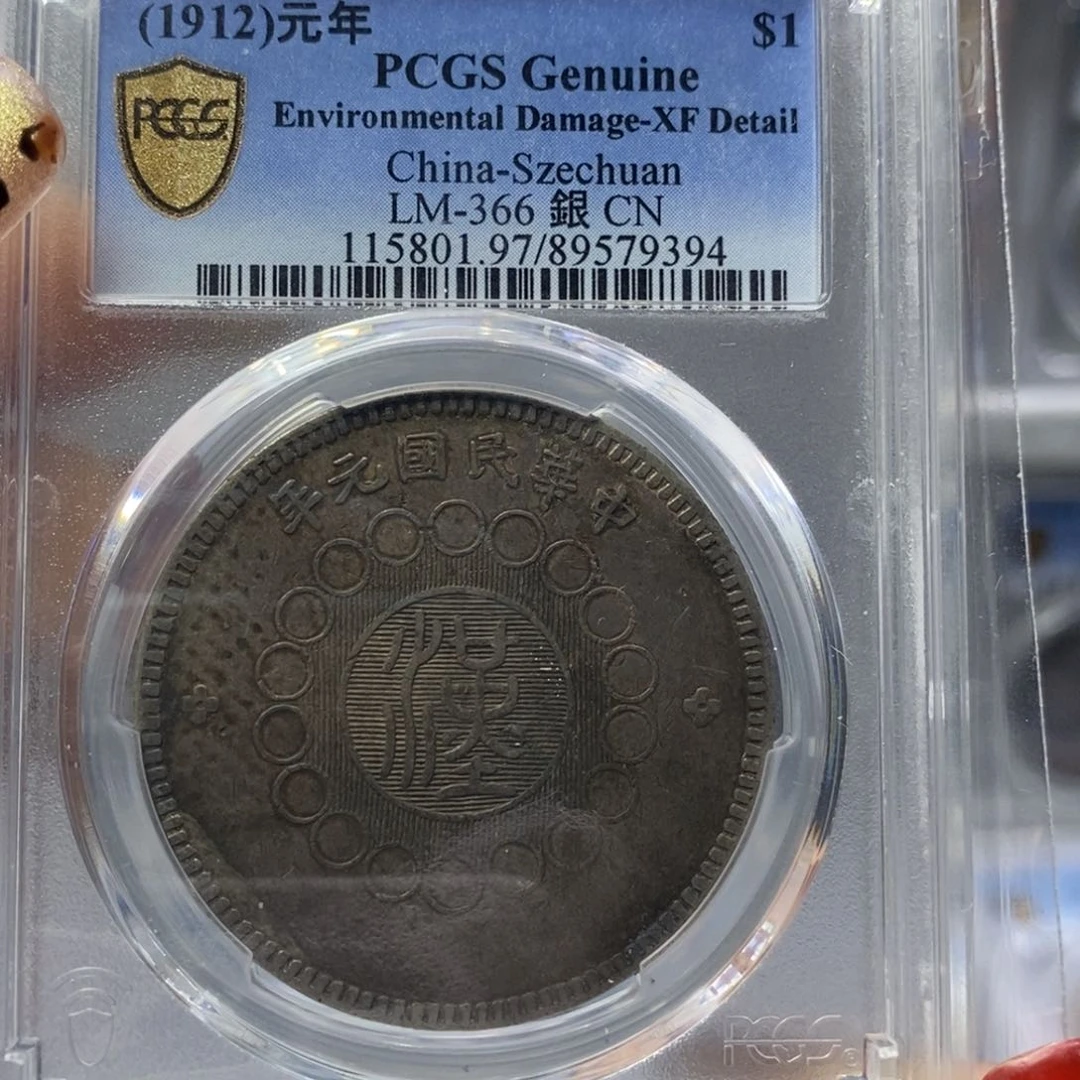 (1912)元年 $1
PCGS Genuine
PCGS
Environmental Damage-XF Detail
China-Szechuan
LM-366 銀 CN
115801.97/89579394
年元國民華中
漢
PCGS